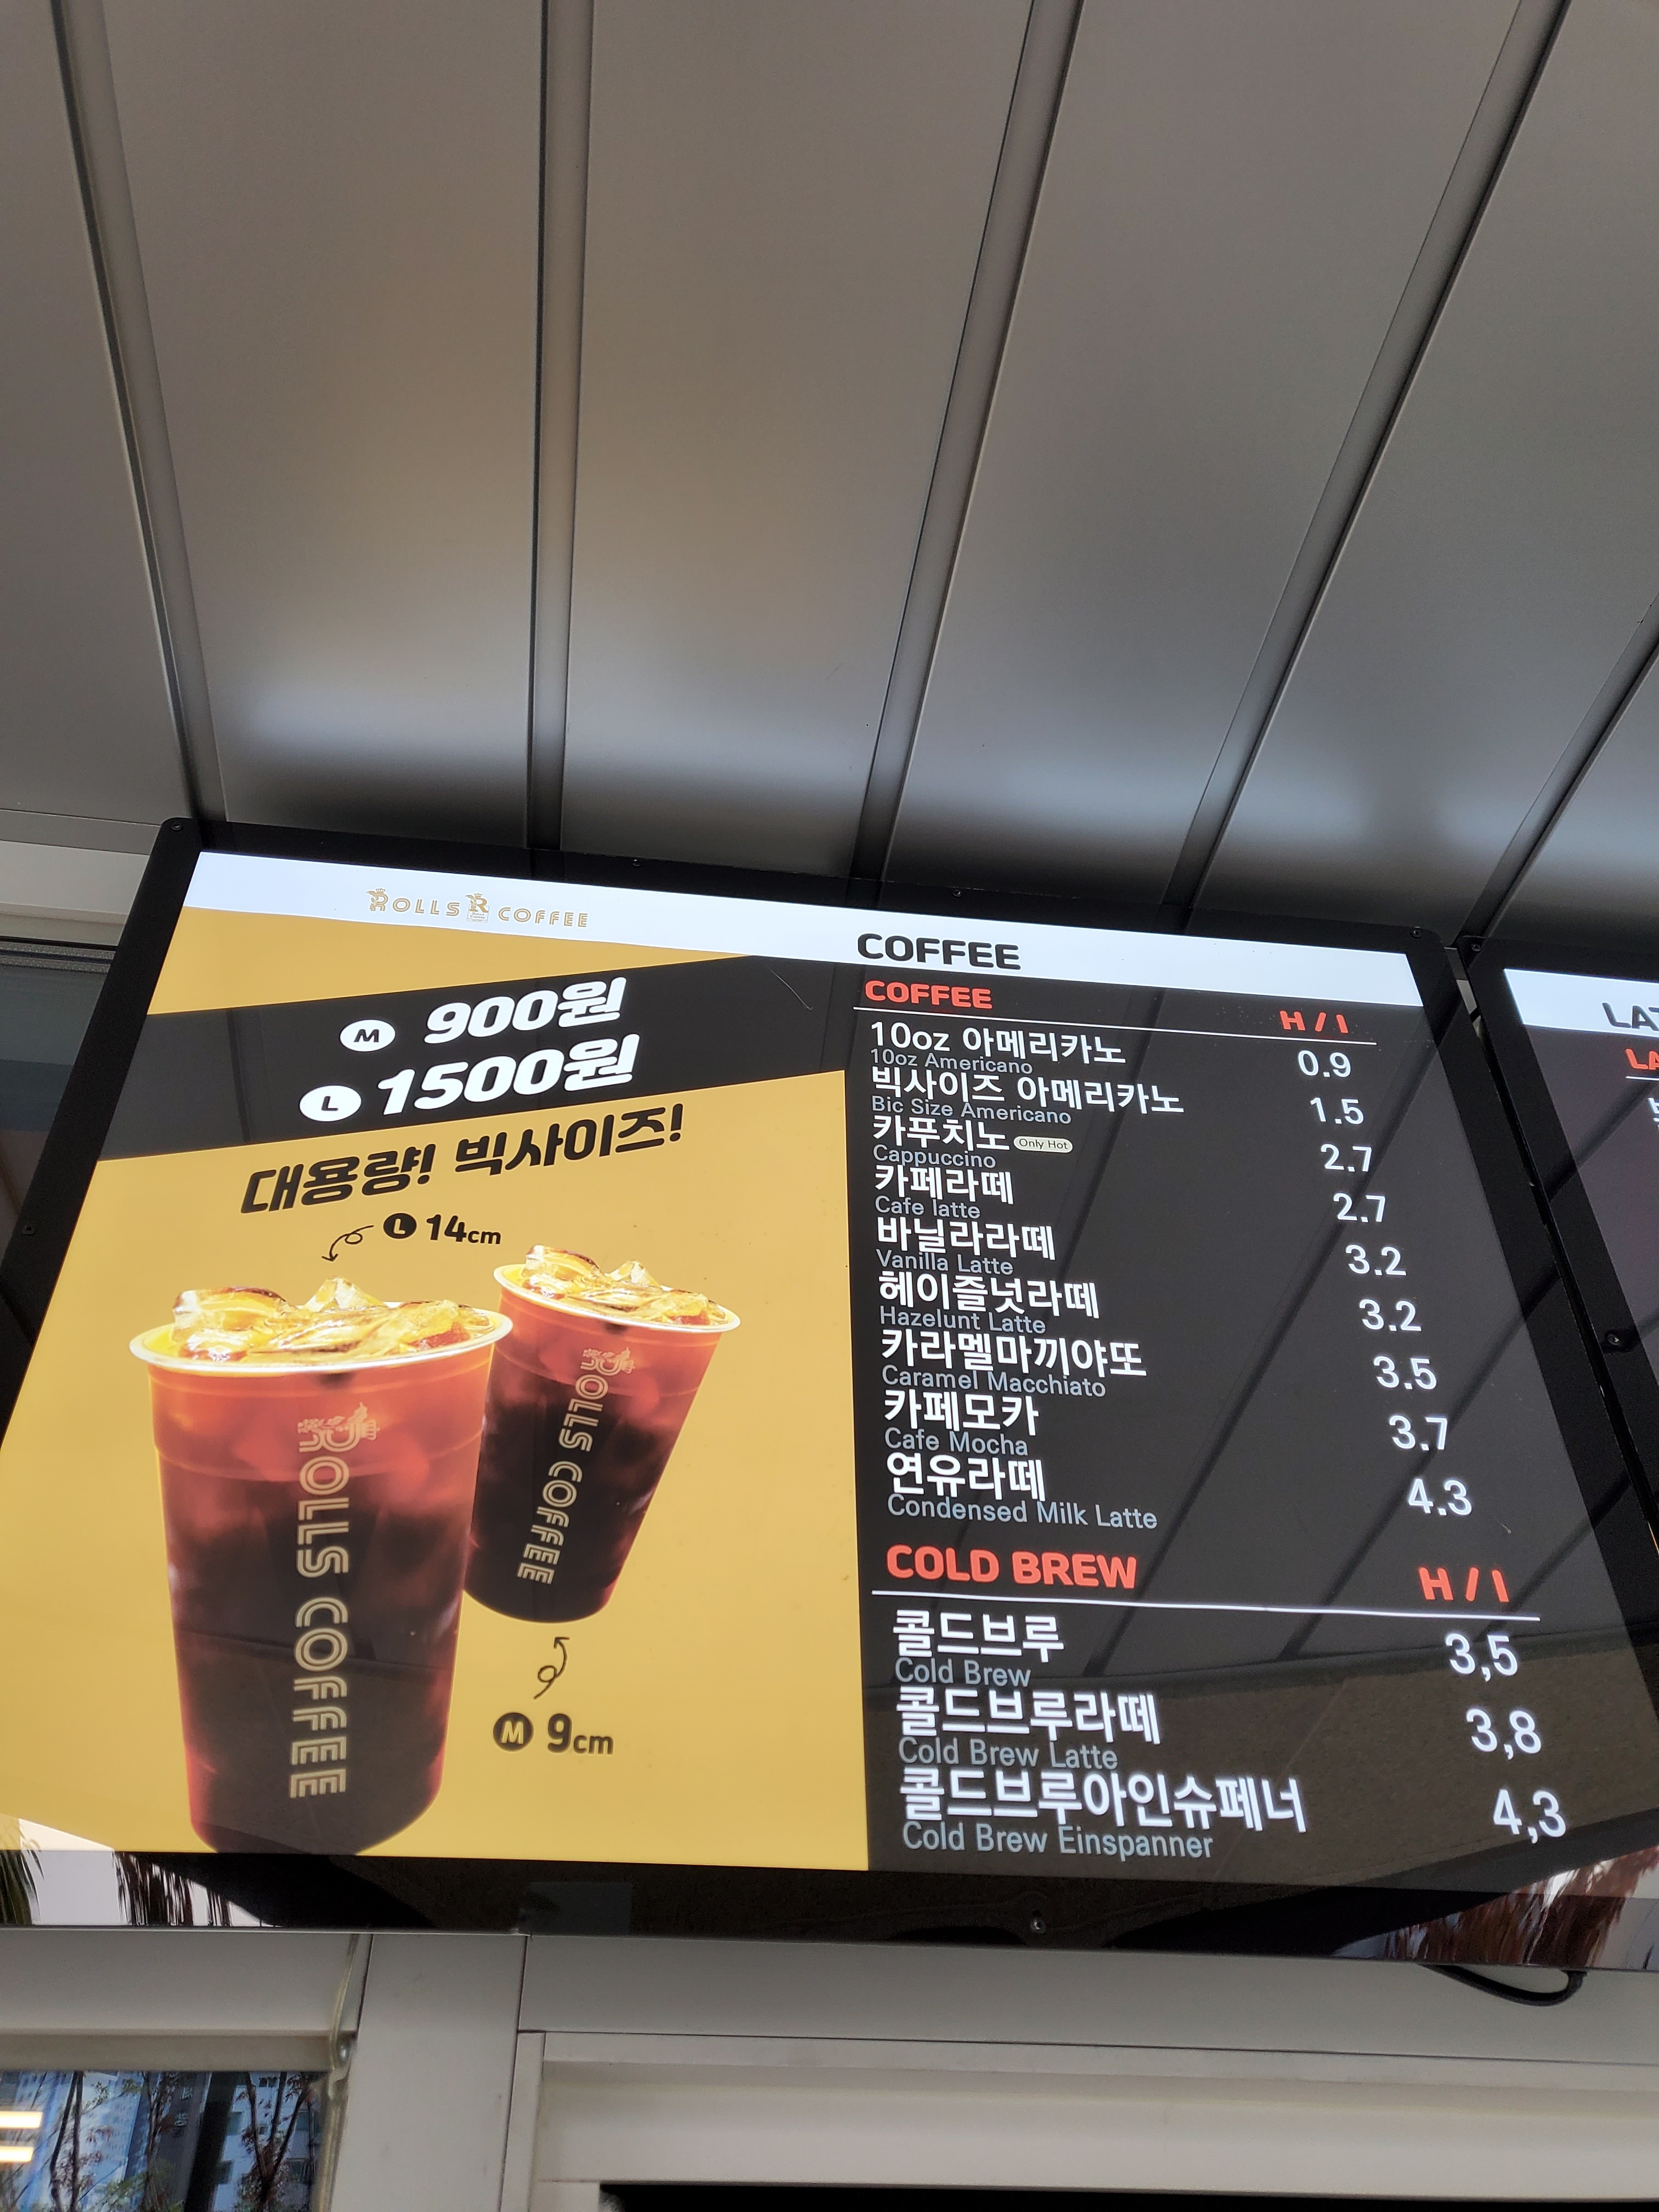 ROLLS COFFEE
COFFEE
M 900원
L 1500원
대용량! 빅사이즈!
L 14cm
ROLLS COFFEE
ROLLS COFFEE
M 9cm
COFFEE H / I
10oz 아메리카노 0.9
10oz Americano
빅사이즈 아메리카노 1.5
Bic Size Americano
카푸치노 Only Hot 2.7
Cappuccino
카페라떼 2.7
Cafe latte
바닐라라떼 3.2
Vanilla Latte
헤이즐넛라떼 3.2
Hazelunt Latte
카라멜마끼야또 3.5
Caramel Macchiato
카페모카 3.7
Cafe Mocha
연유라떼 4.3
Condensed Milk Latte
COLD BREW H / I
콜드브루 3,5
Cold Brew
콜드브루라떼 3,8
Cold Brew Latte
콜드브루아인슈페너 4,3
Cold Brew Einspanner